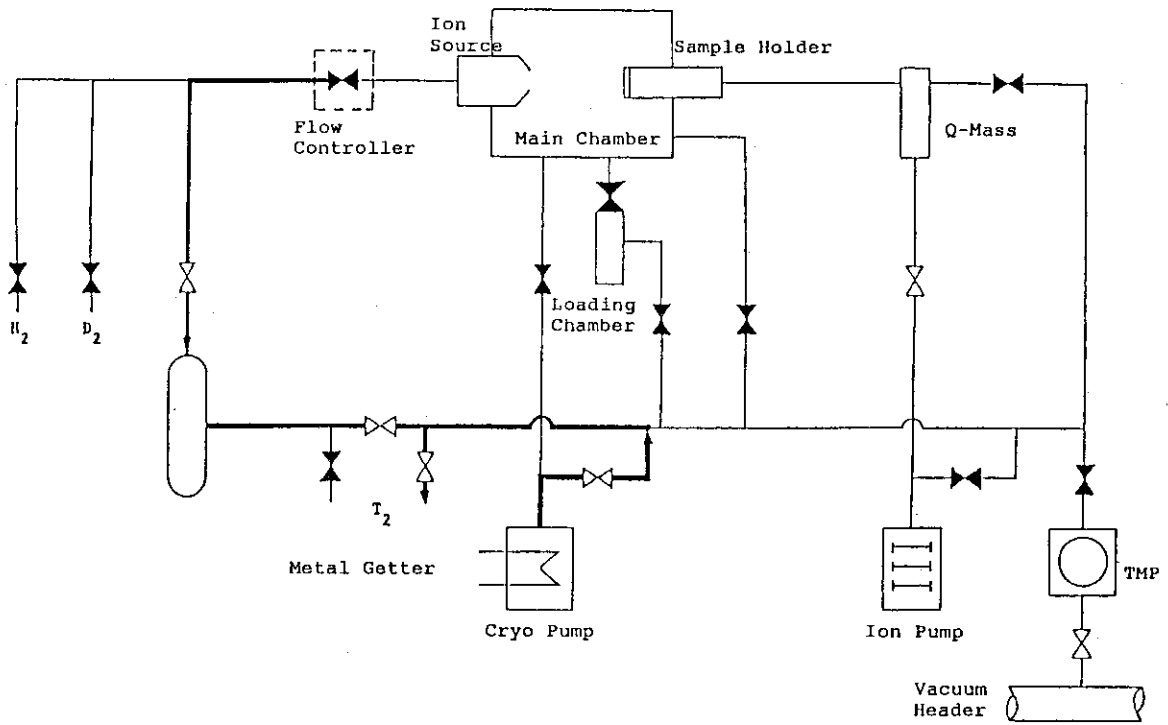 Ion
Source
Sample Holder
Flow
Controller
Main Chamber
Q-Mass
Loading
Chamber
H₂
D₂
T₂
Metal Getter
Cryo Pump
Ion Pump
TMP
Vacuum
Header